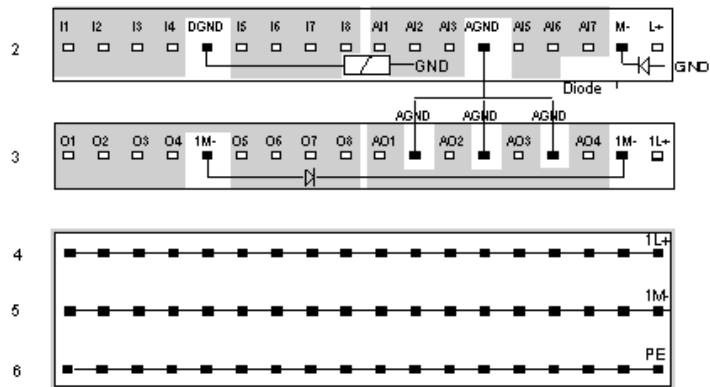 I1 I2 I3 I4 DGND I5 I6 I7 I8 AI1 AI2 AI3 AGND AI5 AI6 AI7 M- L+
2
GND GND
Diode
AGND AGND AGND
O1 O2 O3 O4 1M- O5 O6 O7 O8 AO1 AO2 AO3 AO4 1M- 1L+
3
1L+
4
1M-
5
PE
6